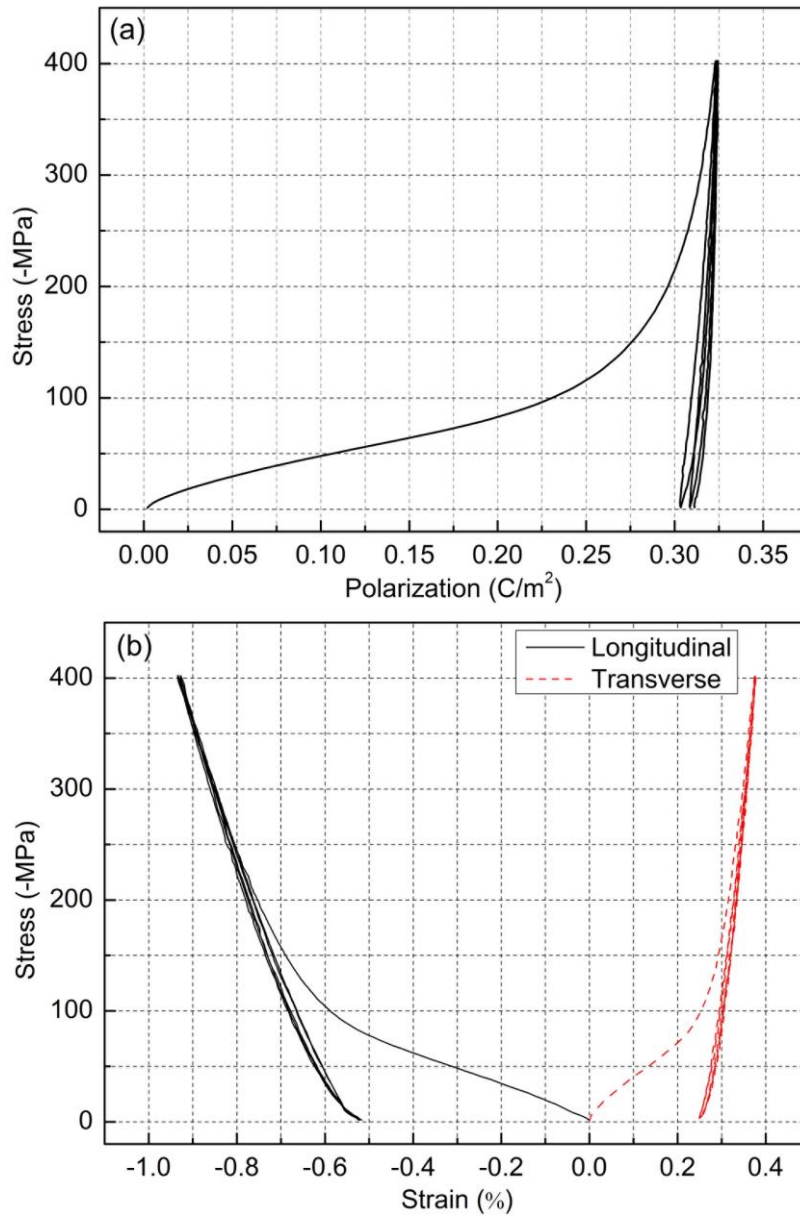 (a)
400
300
200
100
0
Stress (-MPa)
0.00 0.05 0.10 0.15 0.20 0.25 0.30 0.35
Polarization (C/m²)
(b)
Longitudinal
Transverse
400
300
200
100
0
Stress (-MPa)
-1.0 -0.8 -0.6 -0.4 -0.2 0.0 0.2 0.4
Strain (%)